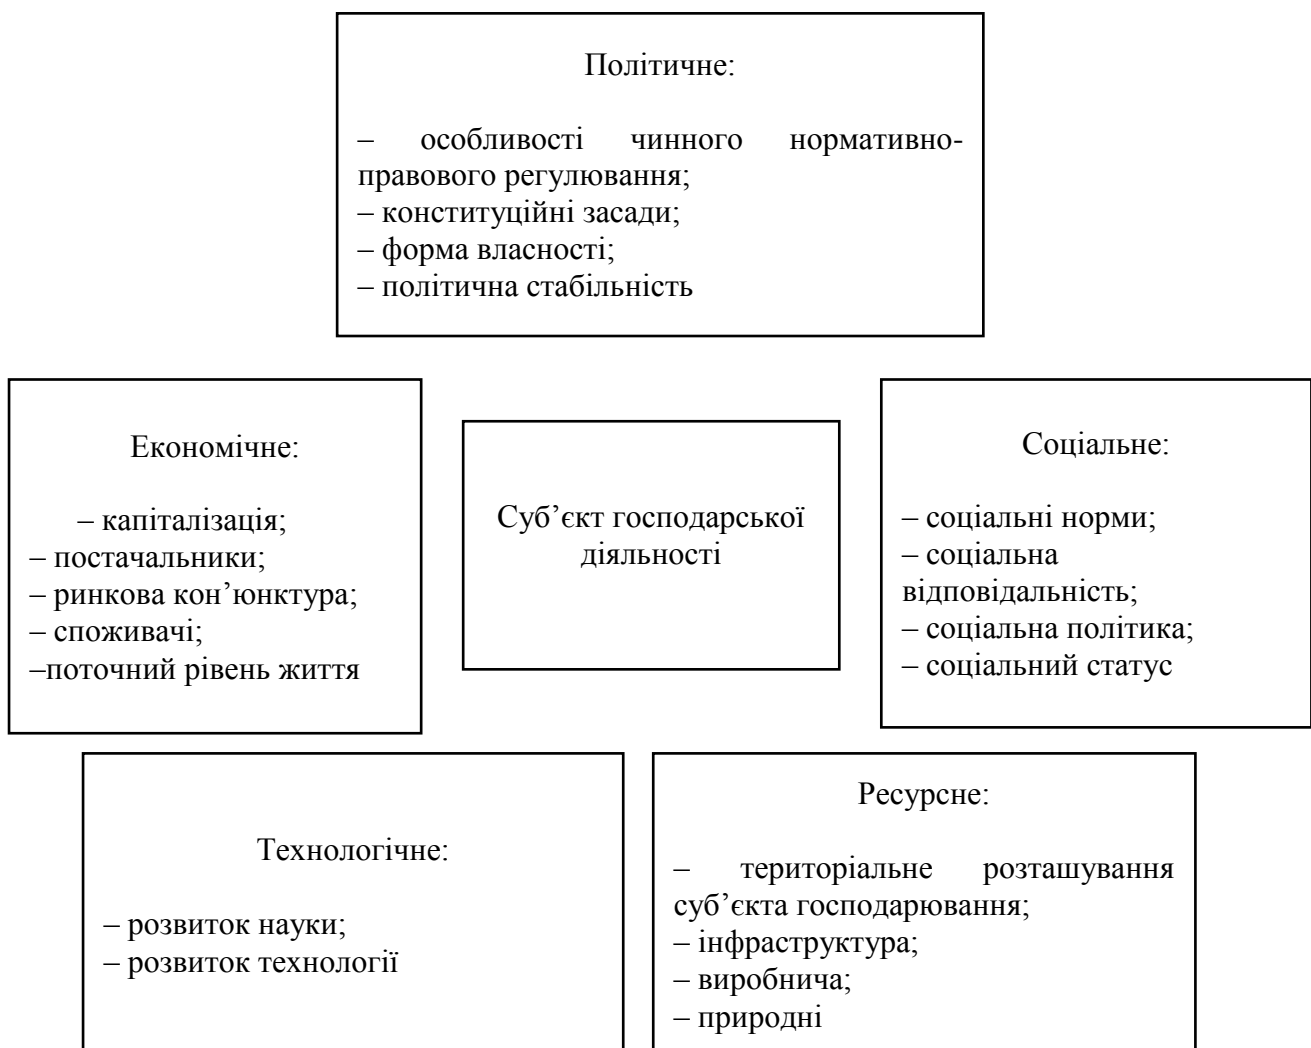 Політичне:
– особливості чинного нормативно-
правового регулювання;
– конституційні засади;
– форма власності;
– політична стабільність
Економічне:
– капіталізація;
– постачальники;
– ринкова кон’юнктура;
– споживачі;
–поточний рівень життя
Суб’єкт господарської
діяльності
Соціальне:
– соціальні норми;
– соціальна
відповідальність;
– соціальна політика;
– соціальний статус
Технологічне:
– розвиток науки;
– розвиток технології
Ресурсне:
– територіальне розташування
суб’єкта господарювання;
– інфраструктура;
– виробнича;
– природні